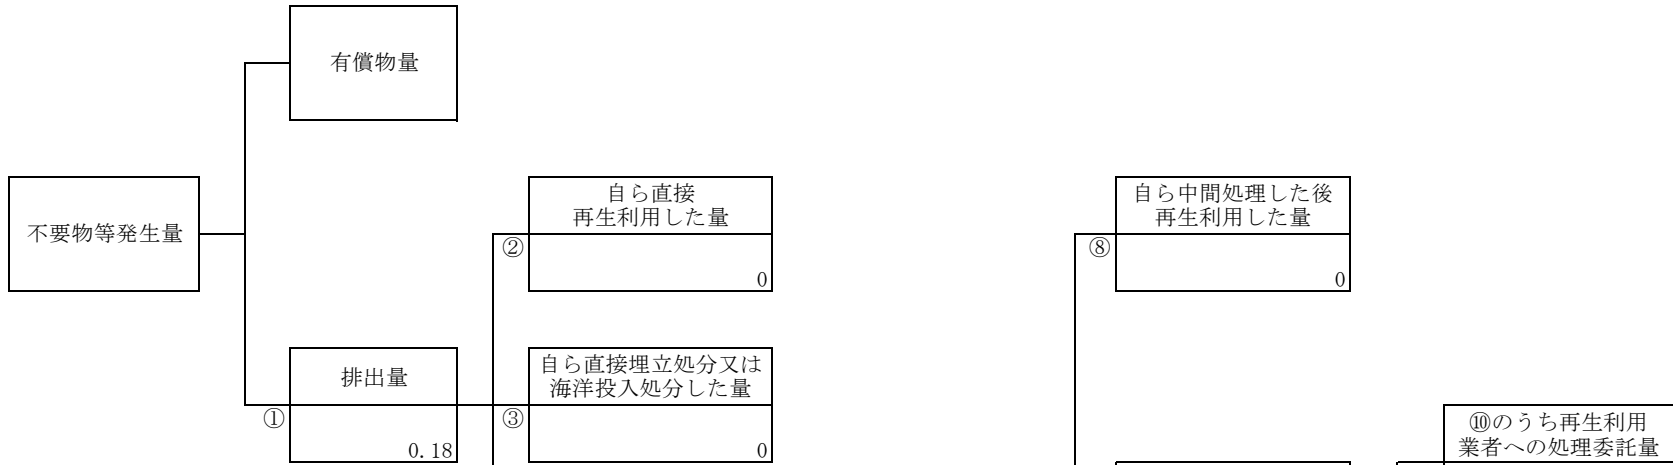 有償物量
不要物等発生量
自ら直接
再生利用した量
②
0
自ら中間処理した後
再生利用した量
⑧
0
排出量
①
0.18
自ら直接埋立処分又は
海洋投入処分した量
③
0
⑩のうち再生利用
業者への処理委託量